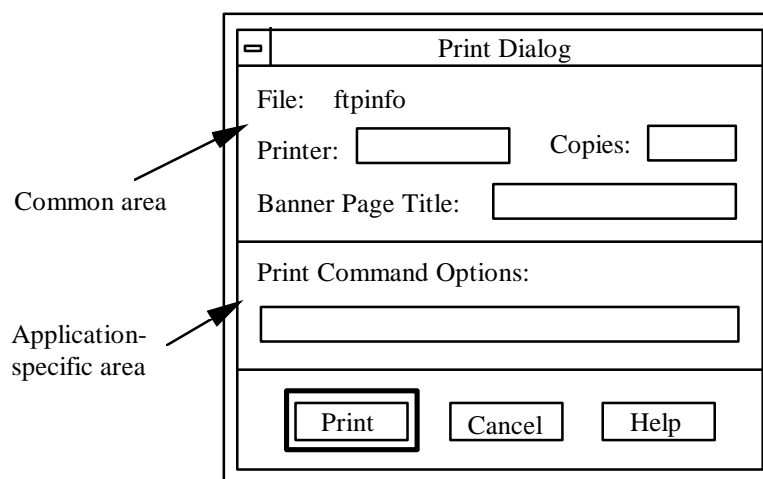 Print Dialog
File: ftpinfo
Printer:
Copies:
Common area
Banner Page Title:
Print Command Options:
Application-
specific area
Print
Cancel
Help